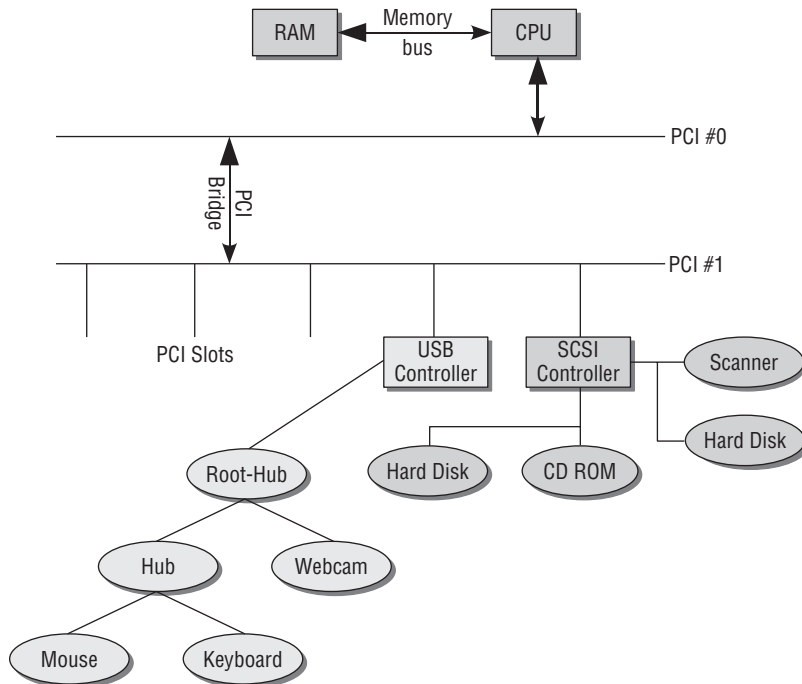 RAM
Memory
bus
CPU
PCI #0
PCI
Bridge
PCI #1
PCI Slots
USB
Controller
SCSI
Controller
Scanner
Hard Disk
Root-Hub
Hard Disk
CD ROM
Hub
Webcam
Mouse
Keyboard